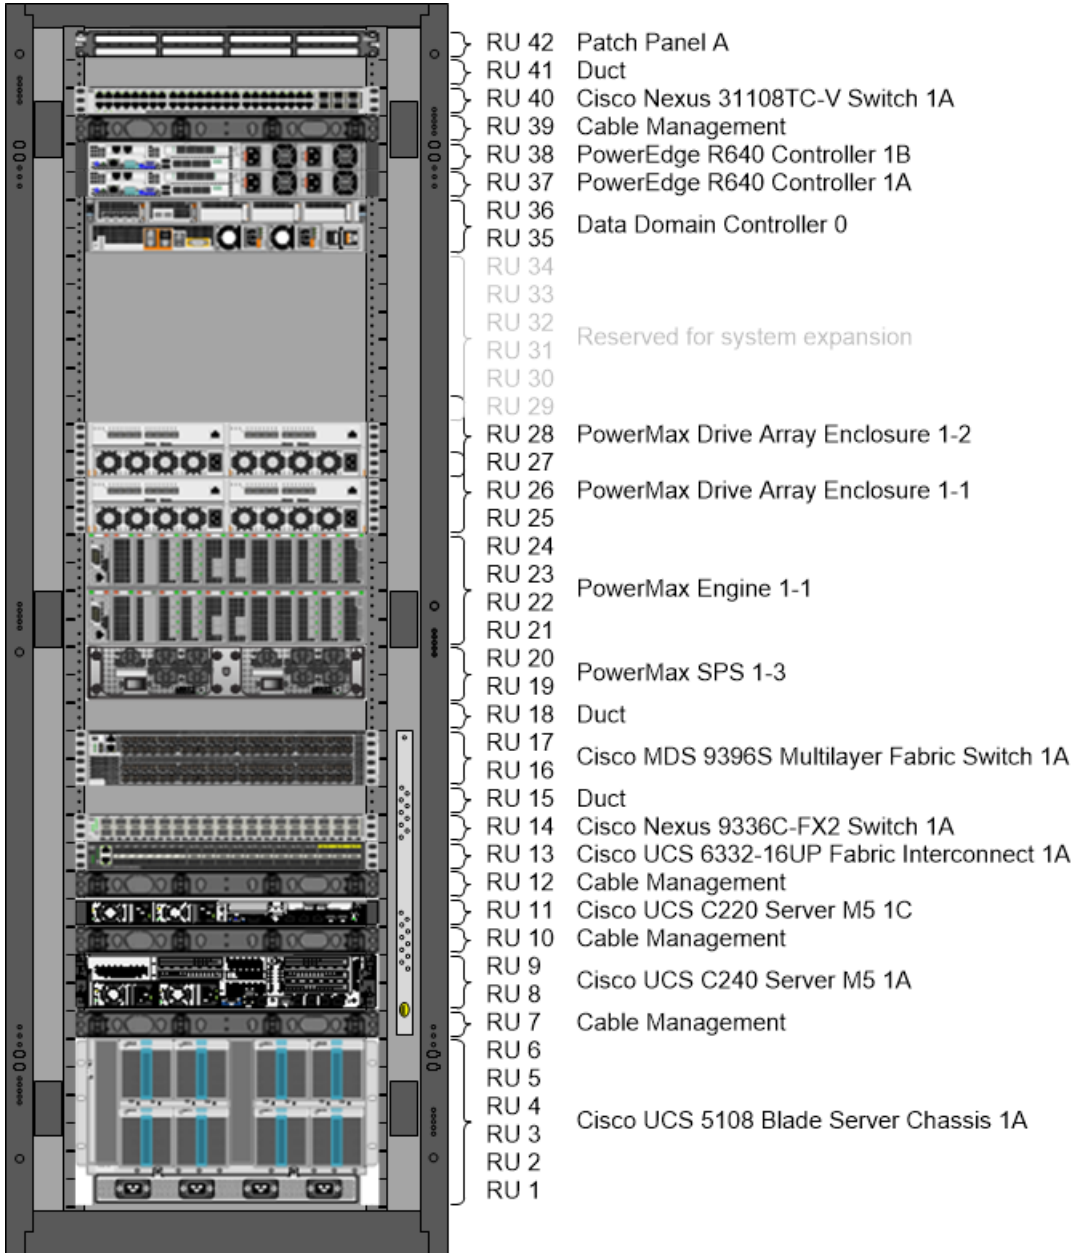 RU 42 Patch Panel A
RU 41 Duct
RU 40 Cisco Nexus 31108TC-V Switch 1A
RU 39 Cable Management
RU 38 PowerEdge R640 Controller 1B
RU 37 PowerEdge R640 Controller 1A
RU 36
Data Domain Controller 0
RU 35
RU 34
RU 33
RU 32
Reserved for system expansion
RU 31
RU 30
RU 29
RU 28 PowerMax Drive Array Enclosure 1-2
RU 27
RU 26 PowerMax Drive Array Enclosure 1-1
RU 25
RU 24
RU 23
PowerMax Engine 1-1
RU 22
RU 21
RU 20
PowerMax SPS 1-3
RU 19
RU 18 Duct
RU 17
Cisco MDS 9396S Multilayer Fabric Switch 1A
RU 16
RU 15 Duct
RU 14 Cisco Nexus 9336C-FX2 Switch 1A
RU 13 Cisco UCS 6332-16UP Fabric Interconnect 1A
RU 12 Cable Management
RU 11 Cisco UCS C220 Server M5 1C
RU 10 Cable Management
RU 9
Cisco UCS C240 Server M5 1A
RU 8
RU 7 Cable Management
RU 6
RU 5
RU 4
Cisco UCS 5108 Blade Server Chassis 1A
RU 3
RU 2
RU 1